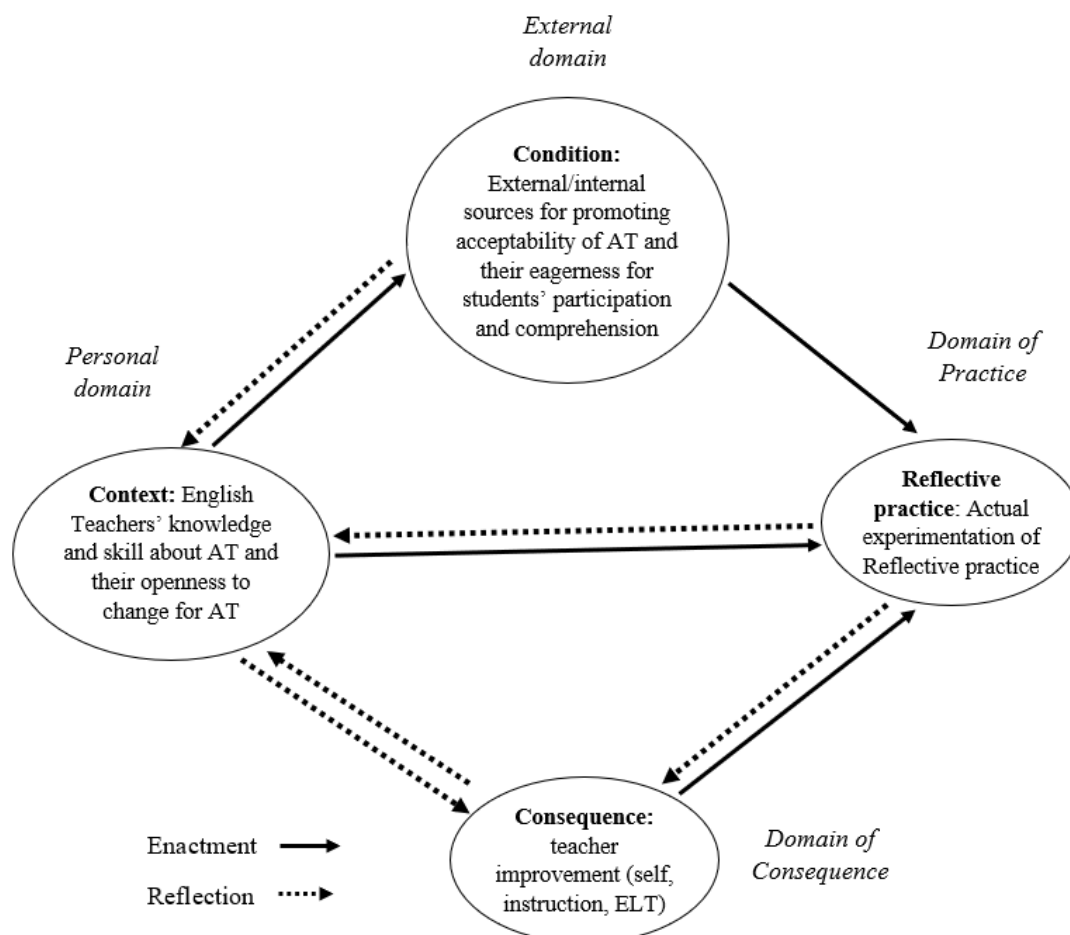 External
domain
Condition:
External/internal
sources for promoting
acceptability of AT and
their eagerness for
students’ participation
and comprehension
Personal
domain
Domain of
Practice
Context: English
Teachers’ knowledge
and skill about AT and
their openness to
change for AT
Reflective
practice: Actual
experimentation of
Reflective practice
Consequence:
teacher
improvement (self,
instruction, ELT)
Domain of
Consequence
Enactment
Reflection